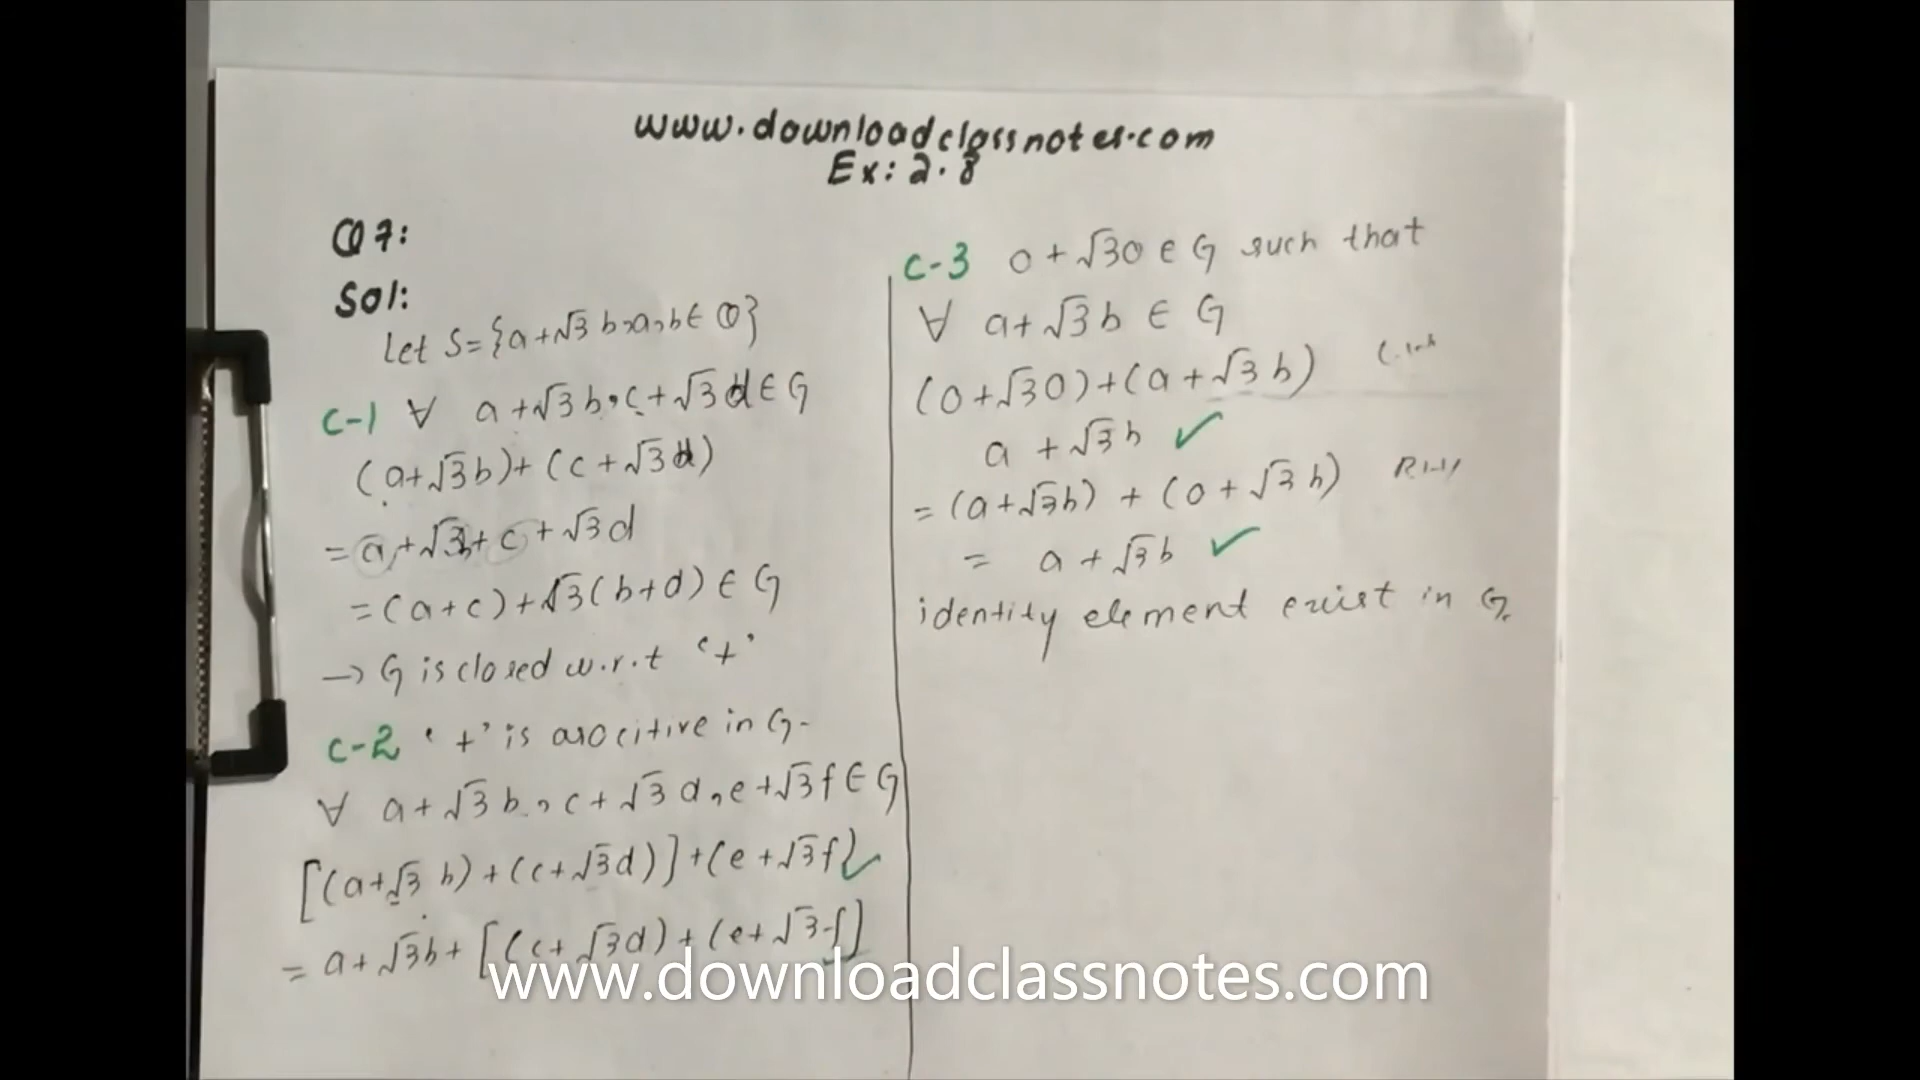 www.downloadclassnotes.com
Ex: 2.8
Q7:
Sol:
Let S={a+√3 b,a,b∈ Q}
C-1 ∀ a+√3b,c+√3d∈G
(a+√3b)+(c+√3d)
=a+√3b+c+√3d
=(a+c)+√3(b+d)∈G
→ G is closed w.r.t '+'
C-2 '+' is asocitive in G-
∀ a+√3b,c+√3d,e+√3f∈G
[(a+√3 b)+(c+√3d)]+(e+√3f)✓
=a+√3b+[(c+√3d)+(e+√3f]
C-3 0+√30∈G such that
∀ a+√3b∈G
(0+√30)+(a+√3b)
a+√3b ✓
=(a+√3b)+(0+√3b)
= a+√3b ✓
identity element exist in G.
www.downloadclassnotes.com